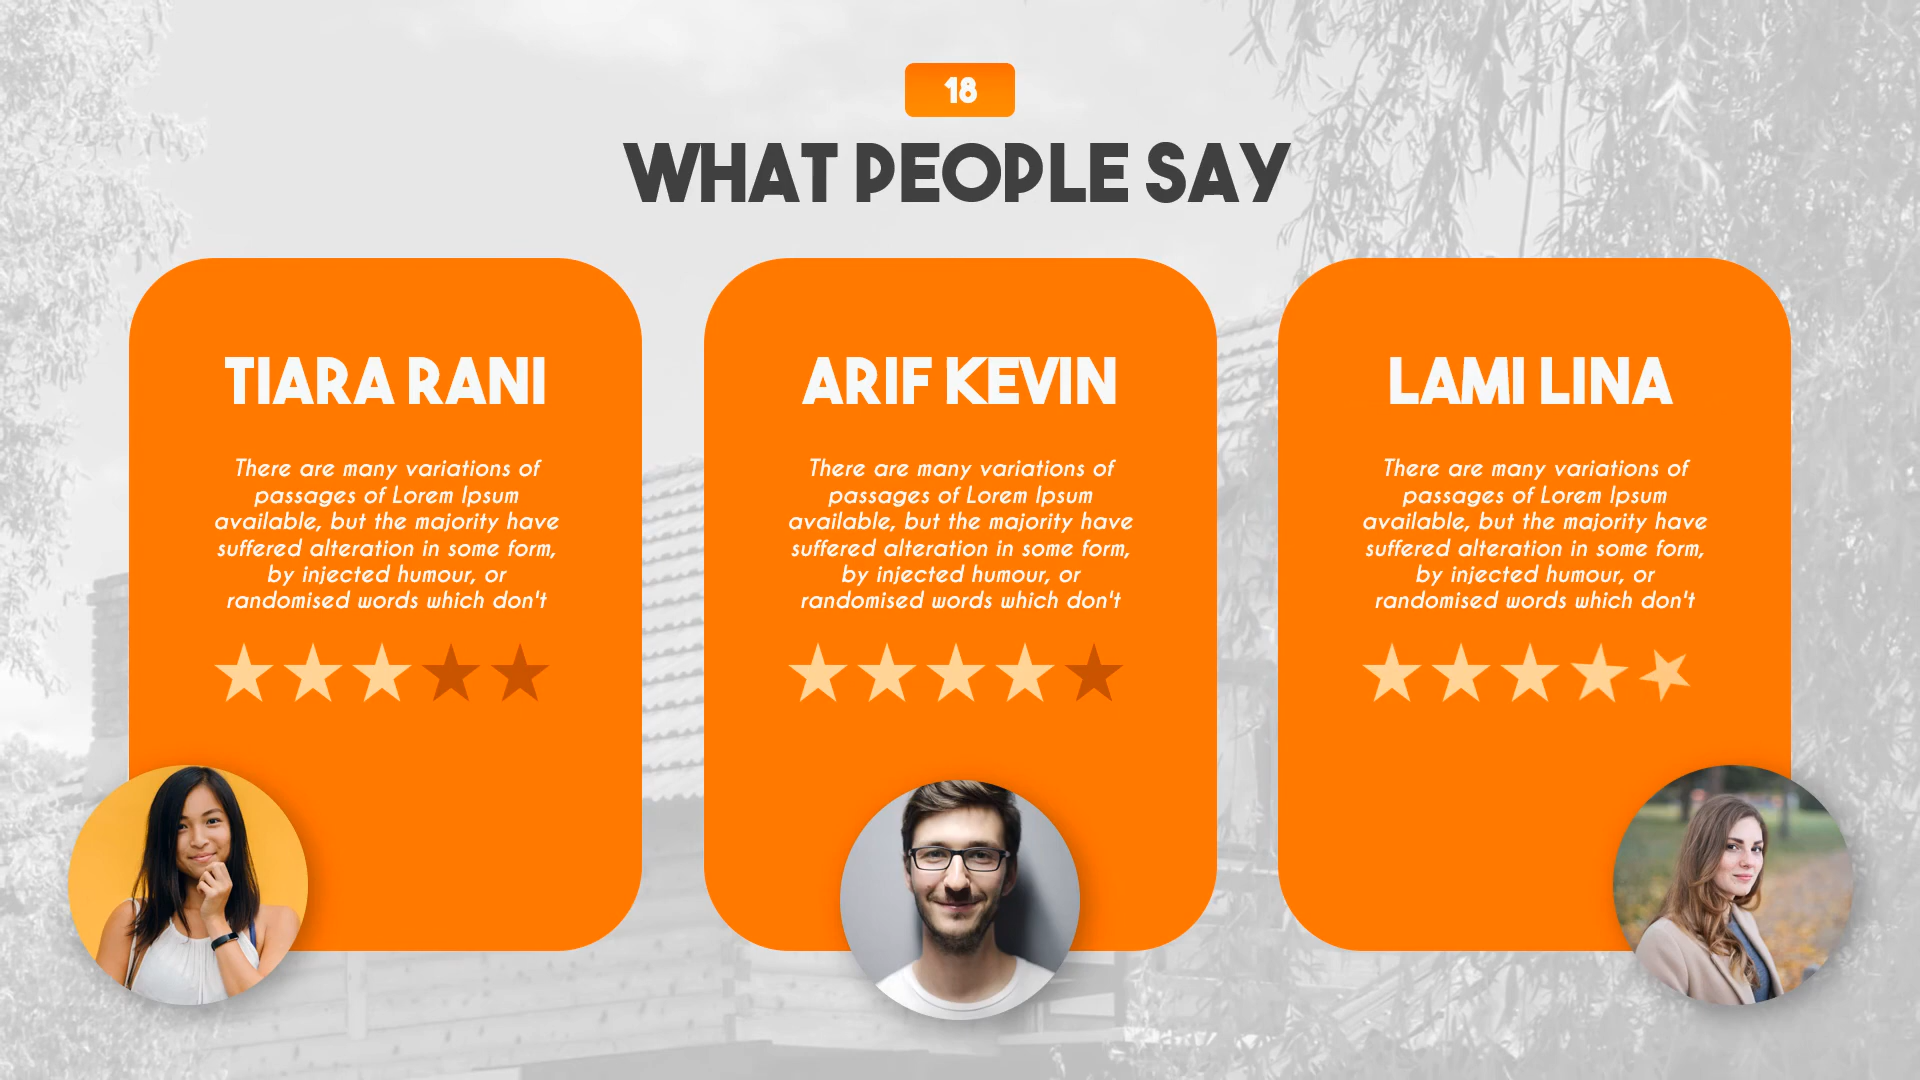 18
WHAT PEOPLE SAY
TIARA RANI
There are many variations of
passages of Lorem Ipsum
available, but the majority have
suffered alteration in some form,
by injected humour, or
randomised words which don't
ARIF KEVIN
There are many variations of
passages of Lorem Ipsum
available, but the majority have
suffered alteration in some form,
by injected humour, or
randomised words which don't
LAMI LINA
There are many variations of
passages of Lorem Ipsum
available, but the majority have
suffered alteration in some form,
by injected humour, or
randomised words which don't